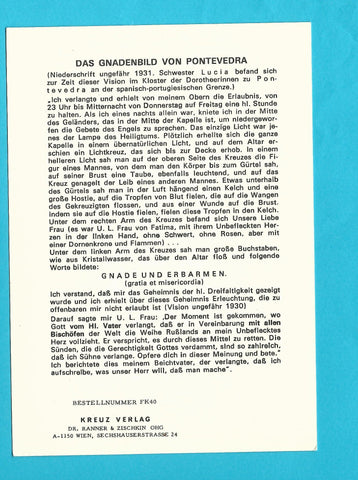 DAS GNADENBILD VON PONTEVEDRA
(Niederschrift ungefähr 1931. Schwester Lucia befand sich
zur Zeit dieser Vision im Kloster der Dorotheerinnen zu Pon-
tevedra an der spanisch-portugiesischen Grenze.)
„Ich verlangte und erhielt von meinem Obern die Erlaubnis, von
23 Uhr bis Mitternacht von Donnerstag auf Freitag eine hl. Stunde
zu halten. Als ich eines nachts allein war, kniete ich in der Mitte
des Geländers, das in der Mitte der Kapelle ist, um niedergewor-
fen die Gebete des Engels zu sprechen. Das einzige Licht war je-
nes der Lampe des Heiligtums. Plötzlich erhellte sich die ganze
Kapelle in einem übernatürlichen Licht, und auf dem Altar er-
schien ein Lichtkreuz, das sich bis zur Decke erhob. In einem
helleren Licht sah man auf der oberen Seite des Kreuzes die Fi-
gur eines Mannes, von dem man den Körper bis zum Gürtel sah,
auf seiner Brust eine Taube, ebenfalls leuchtend, und auf das
Kreuz genagelt der Leib eines anderen Mannes. Etwas unterhalb
des Gürtels sah man in der Luft hängend einen Kelch und eine
große Hostie, auf die Tropfen von Blut fielen, die auf die Wangen
des Gekreuzigten flossen, und aus einer Wunde auf die Brust.
Indem sie auf die Hostie fielen, fielen diese Tropfen in den Kelch.
Unter dem rechten Arm des Kreuzes befand sich Unsere Liebe
Frau (es war U. L. Frau von Fatima, mit ihrem Unbefleckten Her-
zen in der linken Hand, ohne Schwert, ohne Rosen, aber mit
einer Dornenkrone und Flammen) . . .
Unter dem linken Arm des Kreuzes sah man große Buchstaben,
wie aus Kristallwasser, das über den Altar floß und folgende
Worte bildete:
GNADE UND ERBARMEN.
(gratia et misericordia)
Ich verstand, daß mir das Geheimnis der hl. Dreifaltigkeit gezeigt
wurde und ich erhielt über dieses Geheimnis Erleuchtung, die zu
offenbaren mir nicht erlaubt ist (Vision ungefähr 1930)
Darauf sagte mir U. L. Frau: „Der Moment ist gekommen, wo
Gott vom Hl. Vater verlangt, daß er in Vereinbarung mit allen
Bischöfen der Welt die Weihe Rußlands an mein Unbeflecktes
Herz vollzieht. Er verspricht, es durch dieses Mittel zu retten. Die
Sünden, die die Gerechtigkeit Gottes verdammt, sind so zahlreich,
daß ich Sühne verlange. Opfere dich in dieser Meinung und bete."
Ich berichtete dies meinem Beichtvater, der verlangte, daß ich
aufschreibe, was unser Herr will, daß man mache".
BESTELLNUMMER FK40
KREUZ VERLAG
DR. RANNER & ZISCHKIN OHG
A-1150 WIEN, SECHSHAUSERSTRASSE 24